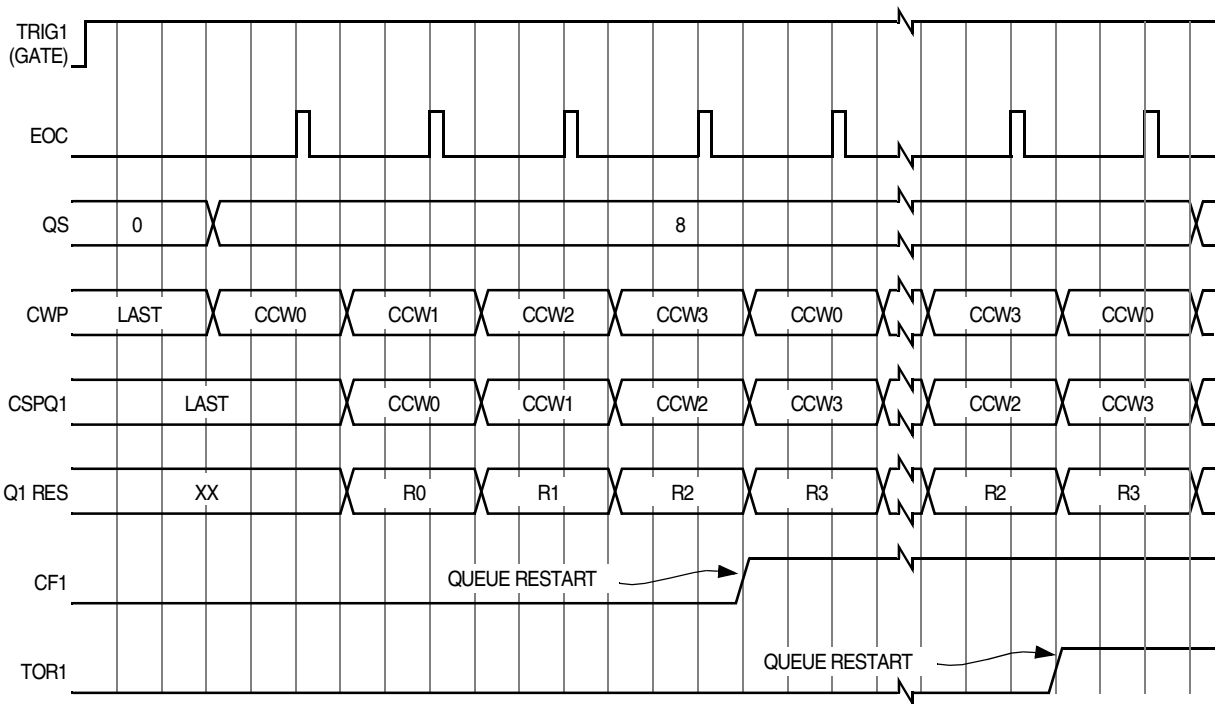 TRIG1
(GATE)
EOC
QS 0 8
CWP LAST CCW0 CCW1 CCW2 CCW3 CCW0 CCW3 CCW0
CSPQ1 LAST CCW0 CCW1 CCW2 CCW3 CCW2 CCW3
Q1 RES XX R0 R1 R2 R3 R2 R3
CF1 QUEUE RESTART
TOR1 QUEUE RESTART